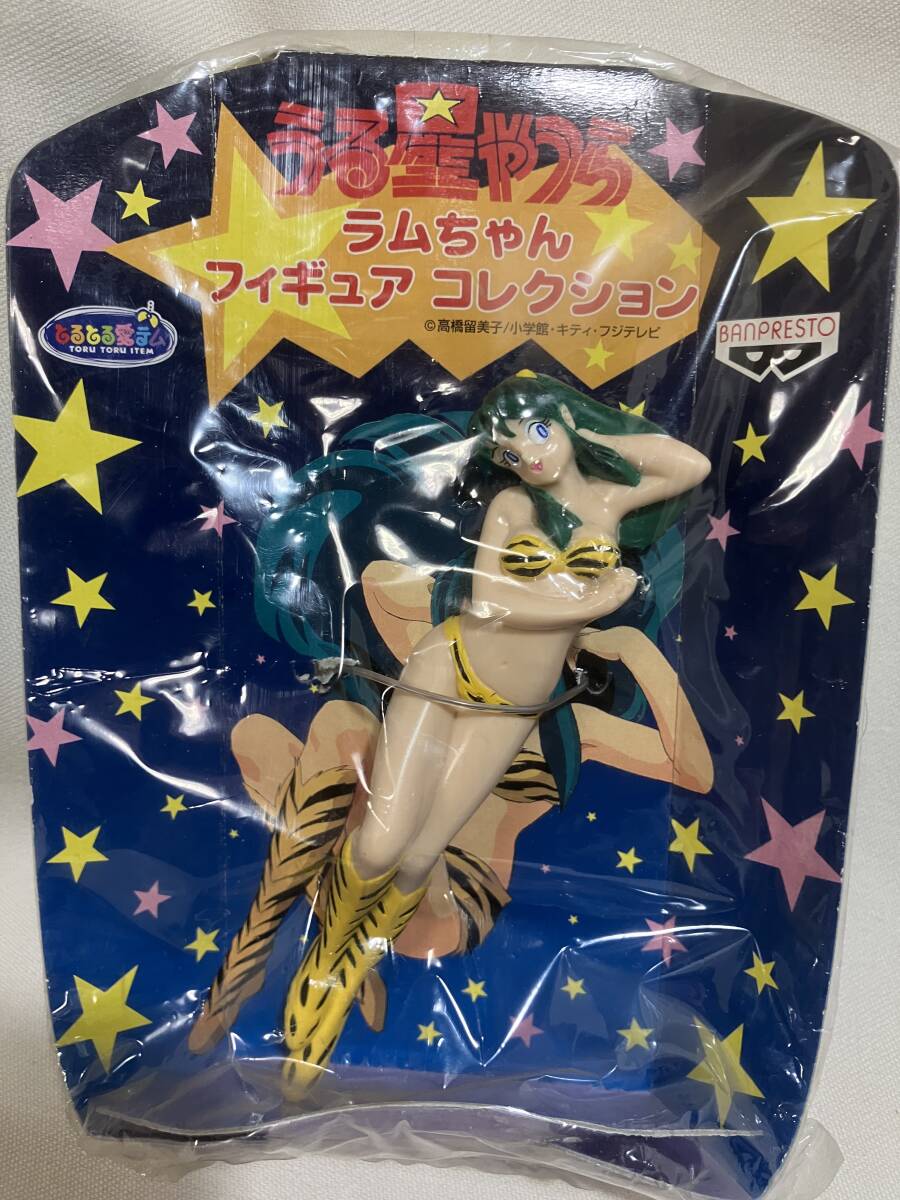 うる星やつら
ラムちゃん
フィギュア コレクション
©高橋留美子/小学館・キティ・フジテレビ
とるとる愛テム
TORU TORU ITEM
BANPRESTO